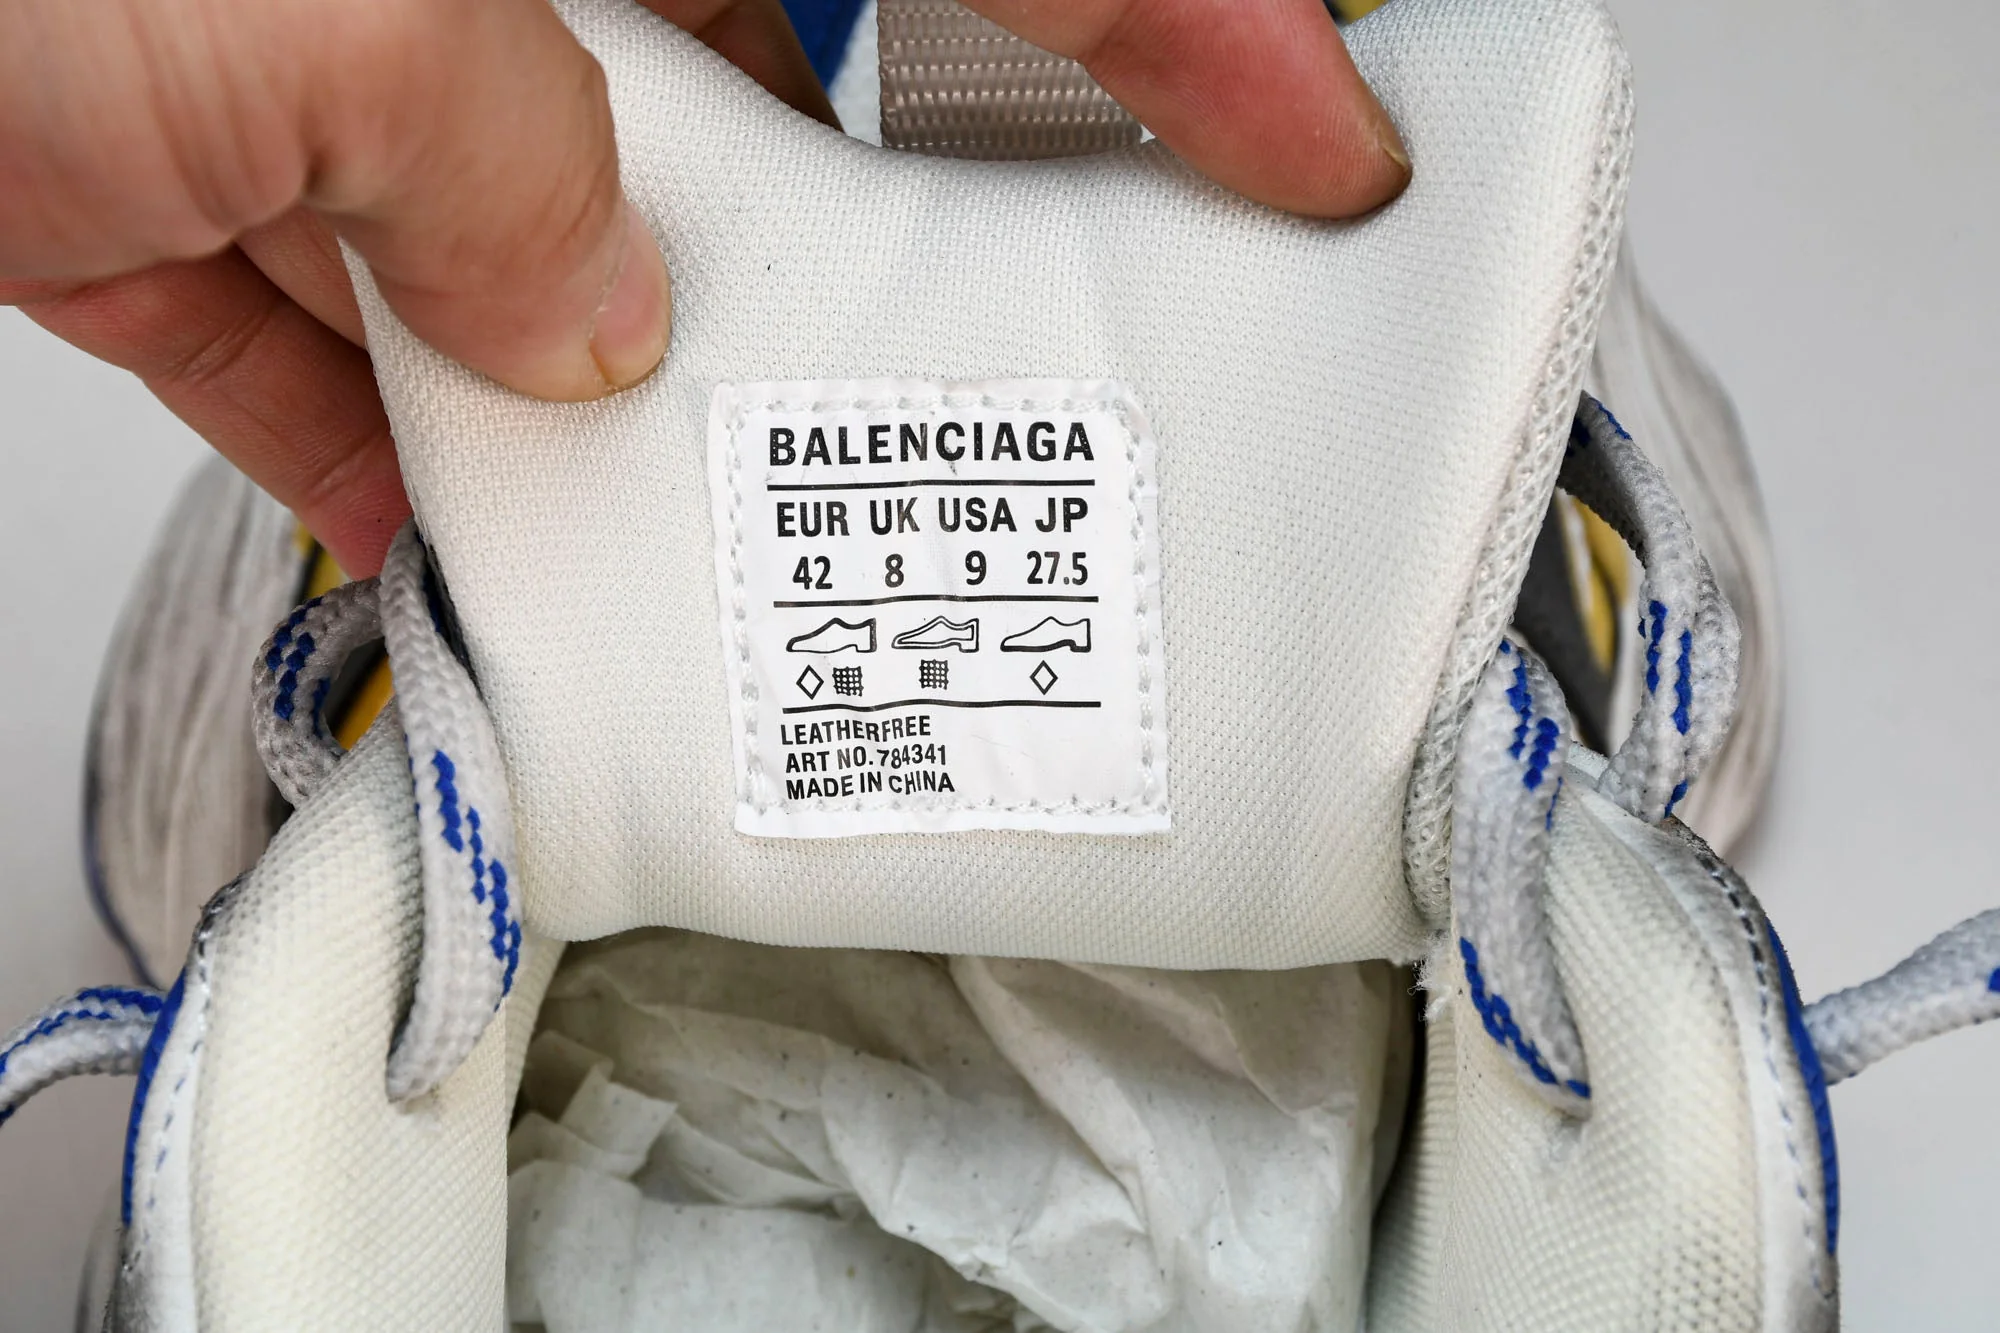 BALENCIAGA
EUR UK USA JP
42 8 9 27.5
LEATHERFREE
ART NO. 784341
MADE IN CHINA